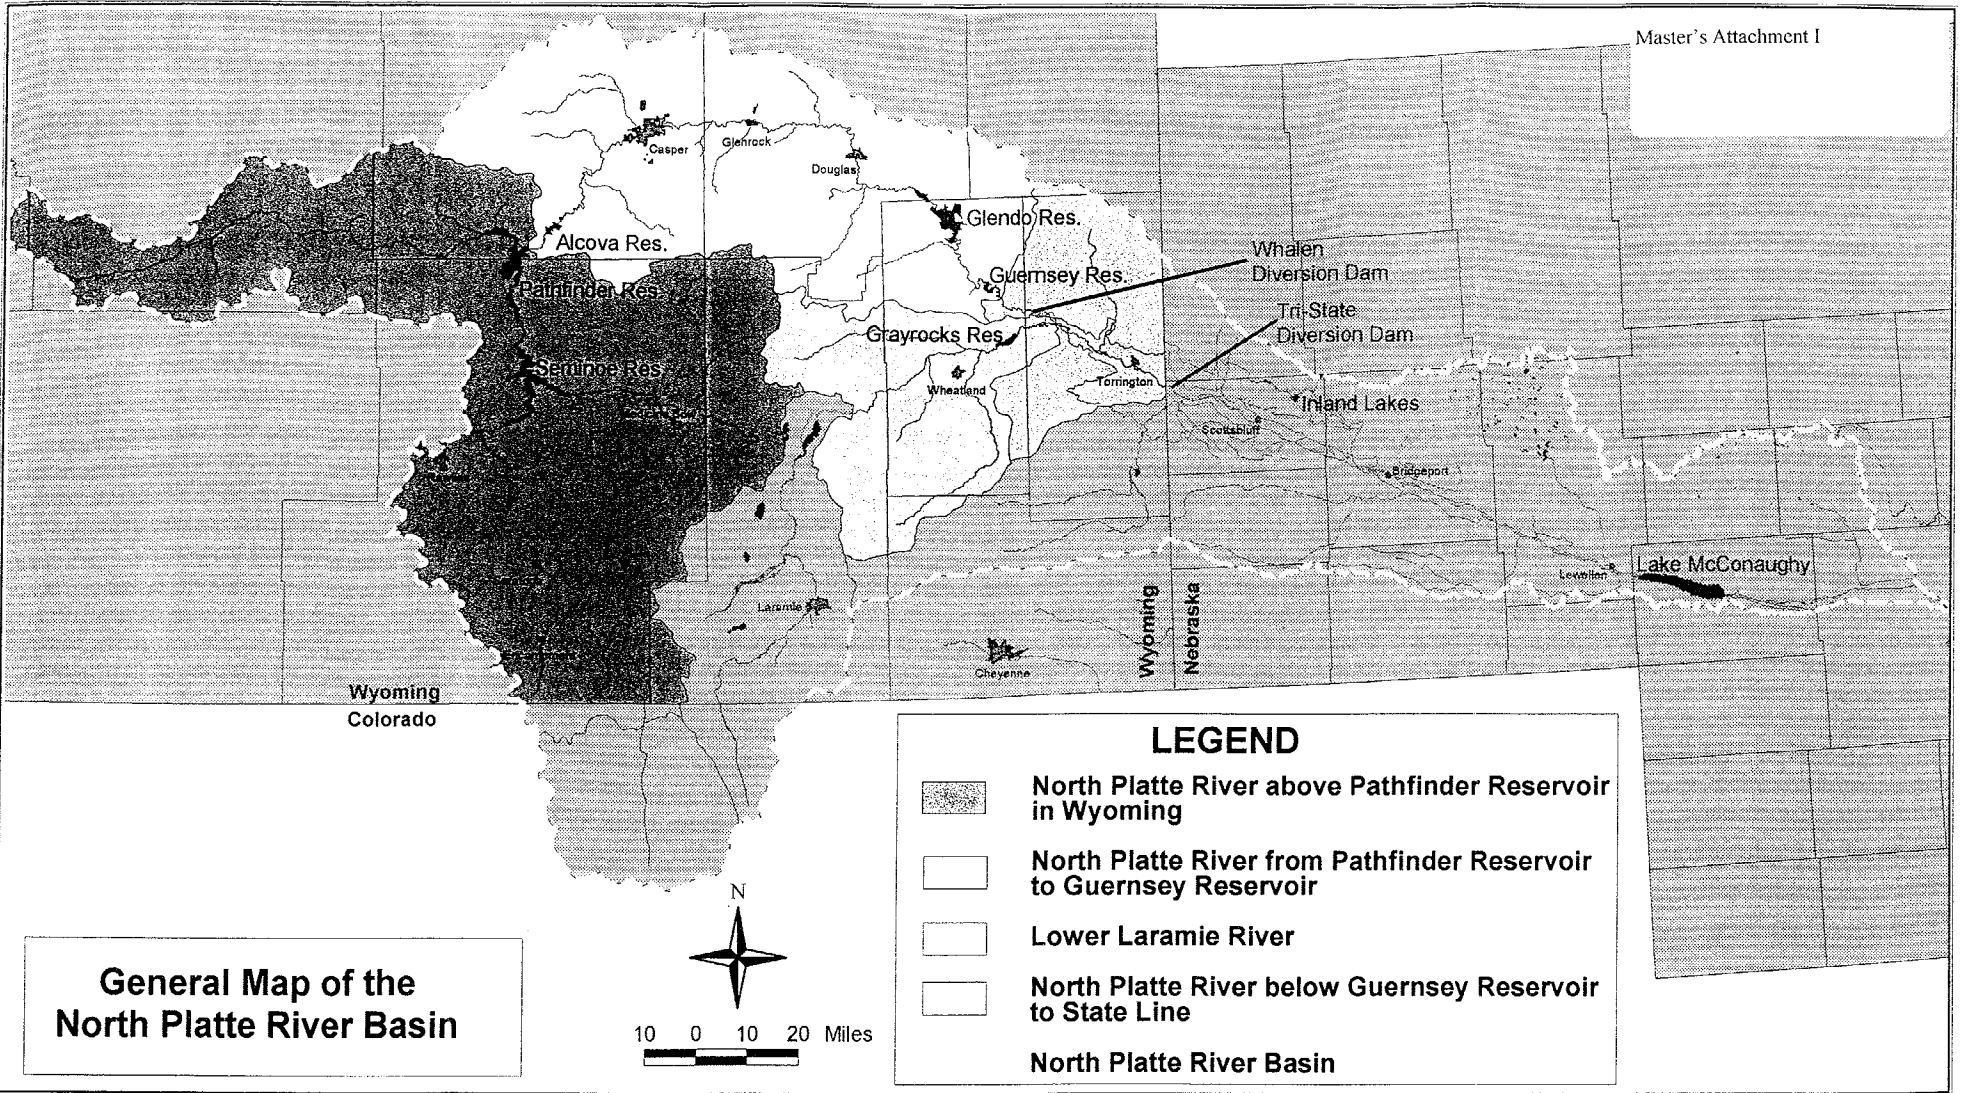 Master's Attachment I
Casper
Glenrock
Douglas
Glendo Res.
Alcova Res.
Whalen
Diversion Dam
Guernsey Res.
Pathfinder Res.
Tri-State
Diversion Dam
Grayrocks Res.
Seminoe Res.
Wheatland
Torrington
Inland Lakes
Scottsbluff
Bridgeport
Lake McConaughy
Lewellen
Laramie
Wyoming
Nebraska
Cheyenne
Wyoming
Colorado
LEGEND
North Platte River above Pathfinder Reservoir
in Wyoming
North Platte River from Pathfinder Reservoir
to Guernsey Reservoir
Lower Laramie River
North Platte River below Guernsey Reservoir
to State Line
North Platte River Basin
N
General Map of the
North Platte River Basin
10 0 10 20 Miles